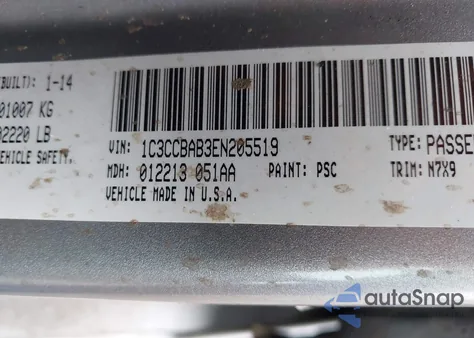 (BUILT): 1-14
01007 KG
02220 LB
VEHICLE SAFETY,
VIN: 1C3CCBAB3EN205519 TYPE: PASSE
MDH: 012213 051AA PAINT: PSC TRIM: N7X9
VEHICLE MADE IN U.S.A.
autoSnap